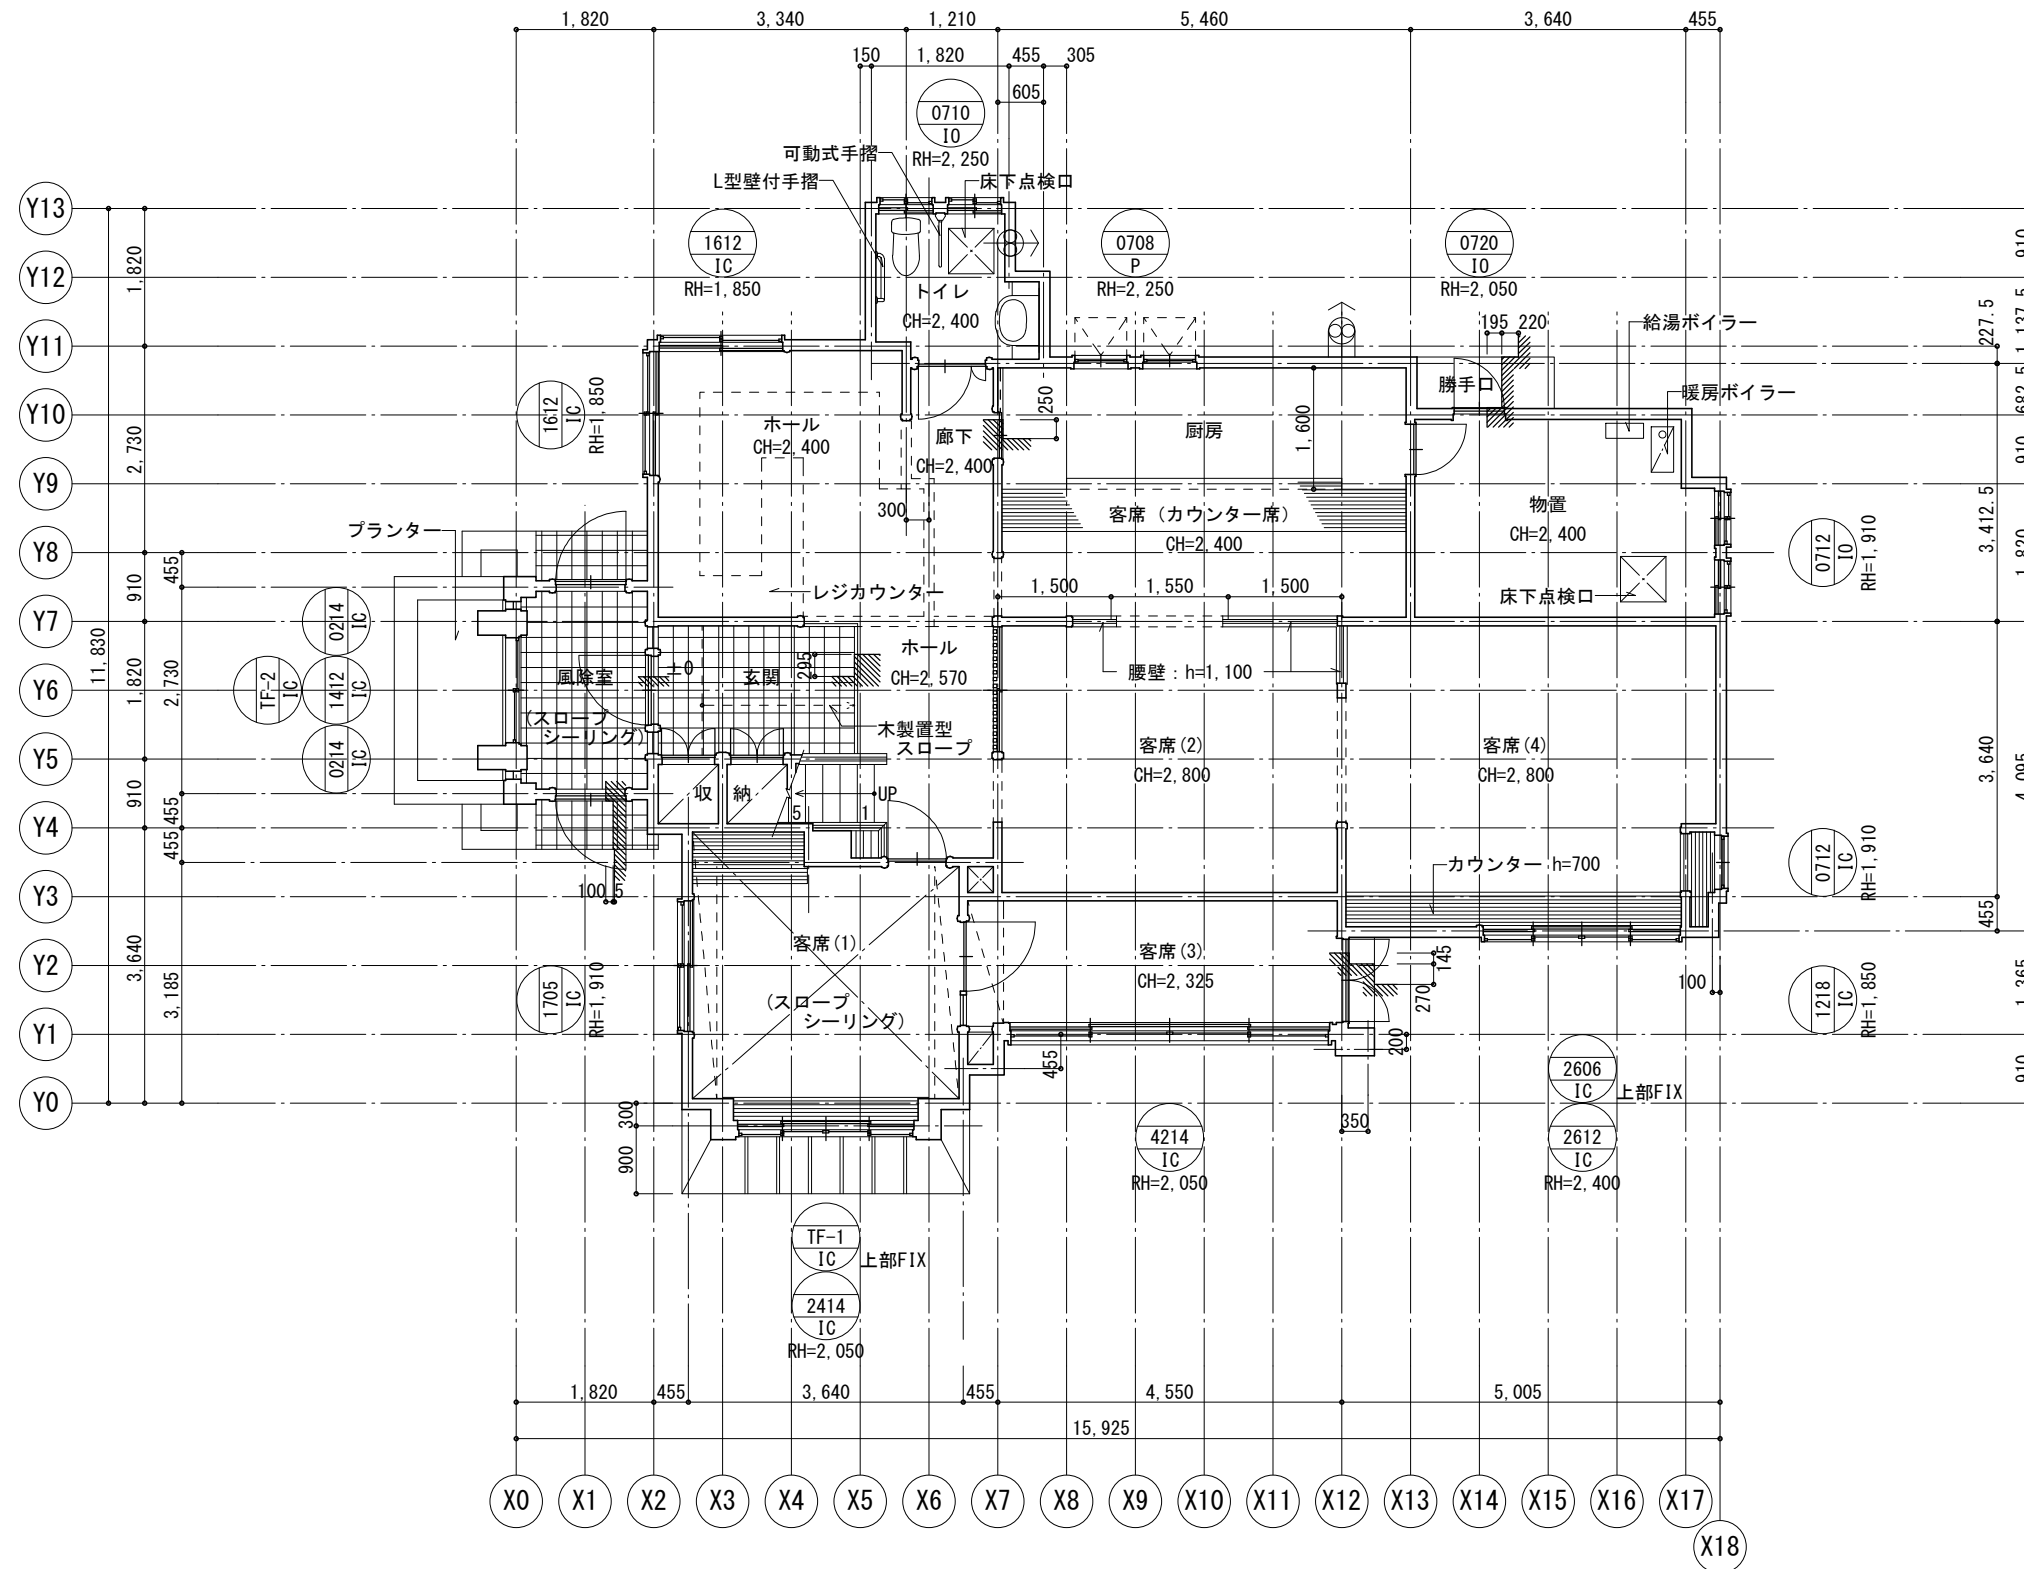 1,820
3,340
1,210
5,460
3,640
455
150
1,820
455
305
605
0710
IO
RH=2,250
可動式手摺
L型壁付手摺
床下点検口
Y13
Y12
Y11
Y10
Y9
Y8
Y7
Y6
Y5
Y4
Y3
Y2
Y1
Y0
11,830
1,820
2,730
910
1,820
910
3,640
455
2,730
455
455
3,185
1612
IC
RH=1,850
0708
P
RH=2,250
0720
IO
RH=2,050
トイレ
CH=2,400
195
220
給湯ボイラー
暖房ボイラー
勝手口
1612
IC
RH=1,850
ホール
CH=2,400
廊下
CH=2,400
250
厨房
1,600
300
客席(カウンター席)
CH=2,400
物置
CH=2,400
床下点検口
プランター
レジカウンター
1,500
1,550
1,500
0712
IO
RH=1,910
0214
IC
TF-2
IC
1412
IC
0214
IC
風除室
(スロープ
シーリング)
±0
玄関
295
ホール
CH=2,570
木製置型
スロープ
腰壁:h=1,100
客席(2)
CH=2,800
客席(4)
CH=2,800
収
納
UP
5
1
100
5
カウンター h=700
0712
IC
RH=1,910
客席(1)
(スロープ
シーリング)
客席(3)
CH=2,325
145
270
100
1705
IC
RH=1,910
1218
IC
RH=1,850
455
200
350
300
900
2606
IC
上部FIX
2612
IC
RH=2,400
4214
IC
RH=2,050
TF-1
IC
上部FIX
2414
IC
RH=2,050
227.5
3,412.5
3,640
455
1,137.5
910
1,365
910
1,820
455
3,640
455
4,550
5,005
15,925
X0
X1
X2
X3
X4
X5
X6
X7
X8
X9
X10
X11
X12
X13
X14
X15
X16
X17
X18